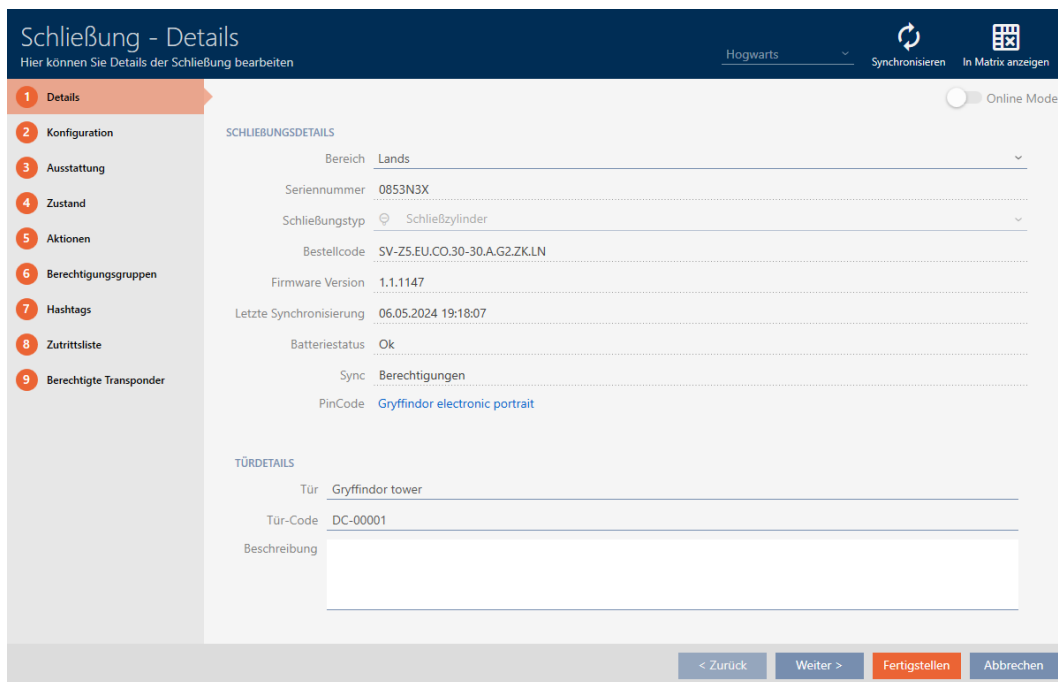 Schließung - Details
Hier können Sie Details der Schließung bearbeiten
Hogwarts
Synchronisieren
In Matrix anzeigen
1 Details
2 Konfiguration
3 Ausstattung
4 Zustand
5 Aktionen
6 Berechtigungsgruppen
7 Hashtags
8 Zutrittsliste
9 Berechtigte Transponder
Online Mode
SCHLIEßUNGSDETAILS
Bereich Lands
Seriennummer 0853N3X
Schließungstyp Schließzylinder
Bestellcode SV-Z5.EU.CO.30-30.A.G2.ZK.LN
Firmware Version 1.1.1147
Letzte Synchronisierung 06.05.2024 19:18:07
Batteriestatus Ok
Sync Berechtigungen
PinCode Gryffindor electronic portrait
TÜRDETAILS
Tür Gryffindor tower
Tür-Code DC-00001
Beschreibung
< Zurück
Weiter >
Fertigstellen
Abbrechen